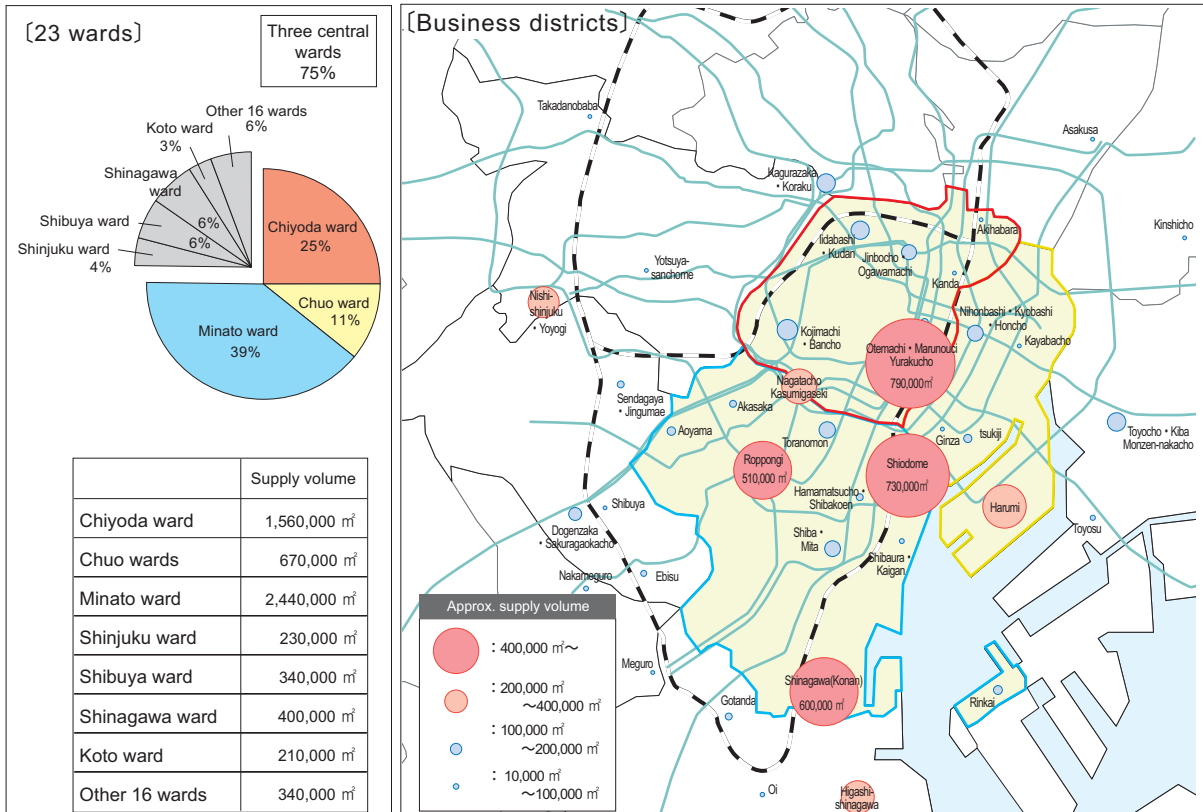 〔23 wards〕
Three central
wards
75%
Other 16 wards
6%
Koto ward
3%
Shinagawa
ward
6%
Shibuya ward
6%
Shinjuku ward
4%
Chiyoda ward
25%
Chuo ward
11%
Minato ward
39%
Supply volume
Chiyoda ward 1,560,000 ㎡
Chuo wards 670,000 ㎡
Minato ward 2,440,000 ㎡
Shinjuku ward 230,000 ㎡
Shibuya ward 340,000 ㎡
Shinagawa ward 400,000 ㎡
Koto ward 210,000 ㎡
Other 16 wards 340,000 ㎡
〔Business districts〕
Takadanobaba
Asakusa
Kagurazaka
・Koraku
Akihabara
Kinshicho
Iidabashi
・Kudan
Jinbocho・
Ogawamachi
Yotsuya-
sanchome
Kanda
Nishi-
shinjuku
・Yoyogi
Nihonbashi・Kyobashi
・Honcho
Kojimachi
・Bancho
Kayabacho
Otemachi・Marunouci
Yurakucho
790,000㎡
Nagatacho
Kasumigaseki
Sendagaya
・Jingumae
Akasaka
Aoyama
Toranomon
Ginza
tsukiji
Toyocho・Kiba
Monzen-nakacho
Roppongi
510,000 ㎡
Shiodome
730,000㎡
Hamamatsucho・
Shibakoen
Harumi
Shibuya
Dogenzaka
・Sakuragaokacho
Toyosu
Shiba・
Mita
Shibaura・
Kaigan
Nakameguro
Ebisu
Meguro
Shinagawa(Konan)
600,000 ㎡
Gotanda
Rinkai
Oi
Higashi-
shinagawa
Approx. supply volume
：400,000 ㎡～
：200,000 ㎡
～400,000 ㎡
：100,000 ㎡
～200,000 ㎡
：10,000 ㎡
～100,000 ㎡